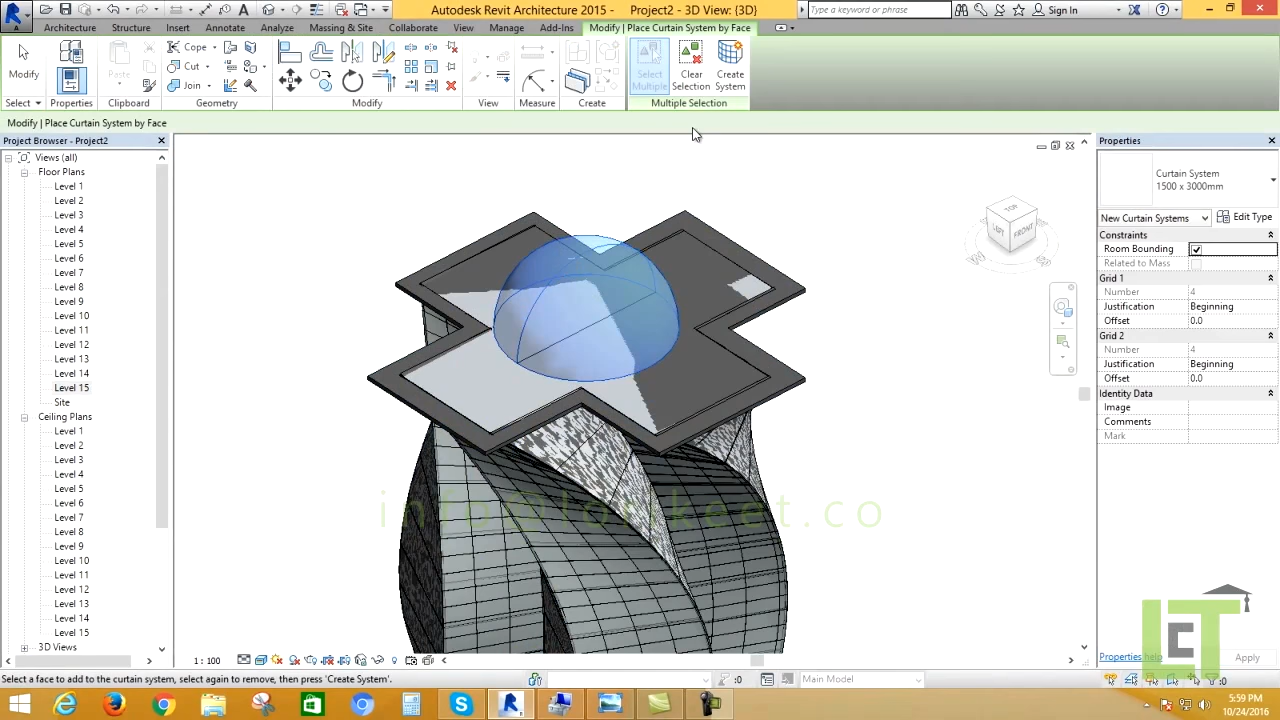 Autodesk Revit Architecture 2015 - Project2 - 3D View: {3D}
Type a keyword or phrase
Sign In
Architecture Structure Insert Annotate Analyze Massing & Site Collaborate View Manage Add-Ins Modify | Place Curtain System by Face
Modify
Paste
Cope
Cut
Join
Select Multiple
Clear Selection
Create System
Select Properties Clipboard Geometry Modify View Measure Create Multiple Selection
Modify | Place Curtain System by Face
Project Browser - Project2
Views (all)
Floor Plans
Level 1
Level 2
Level 3
Level 4
Level 5
Level 6
Level 7
Level 8
Level 9
Level 10
Level 11
Level 12
Level 13
Level 14
Level 15
Site
Ceiling Plans
Level 1
Level 2
Level 3
Level 4
Level 5
Level 6
Level 7
Level 8
Level 9
Level 10
Level 11
Level 12
Level 13
Level 14
Level 15
3D Views
TOP
LEFT
FRONT
info@lorikeet.co
Properties
Curtain System
1500 x 3000mm
New Curtain Systems
Edit Type
Constraints
Room Bounding
Related to Mass
Grid 1
Number 4
Justification Beginning
Offset 0.0
Grid 2
Number 4
Justification Beginning
Offset 0.0
Identity Data
Image
Comments
Mark
Properties help
Apply
LCT
1 : 100
Select a face to add to the curtain system, select again to remove, then press 'Create System'.
:0
Main Model
:0
5:59 PM
10/24/2016